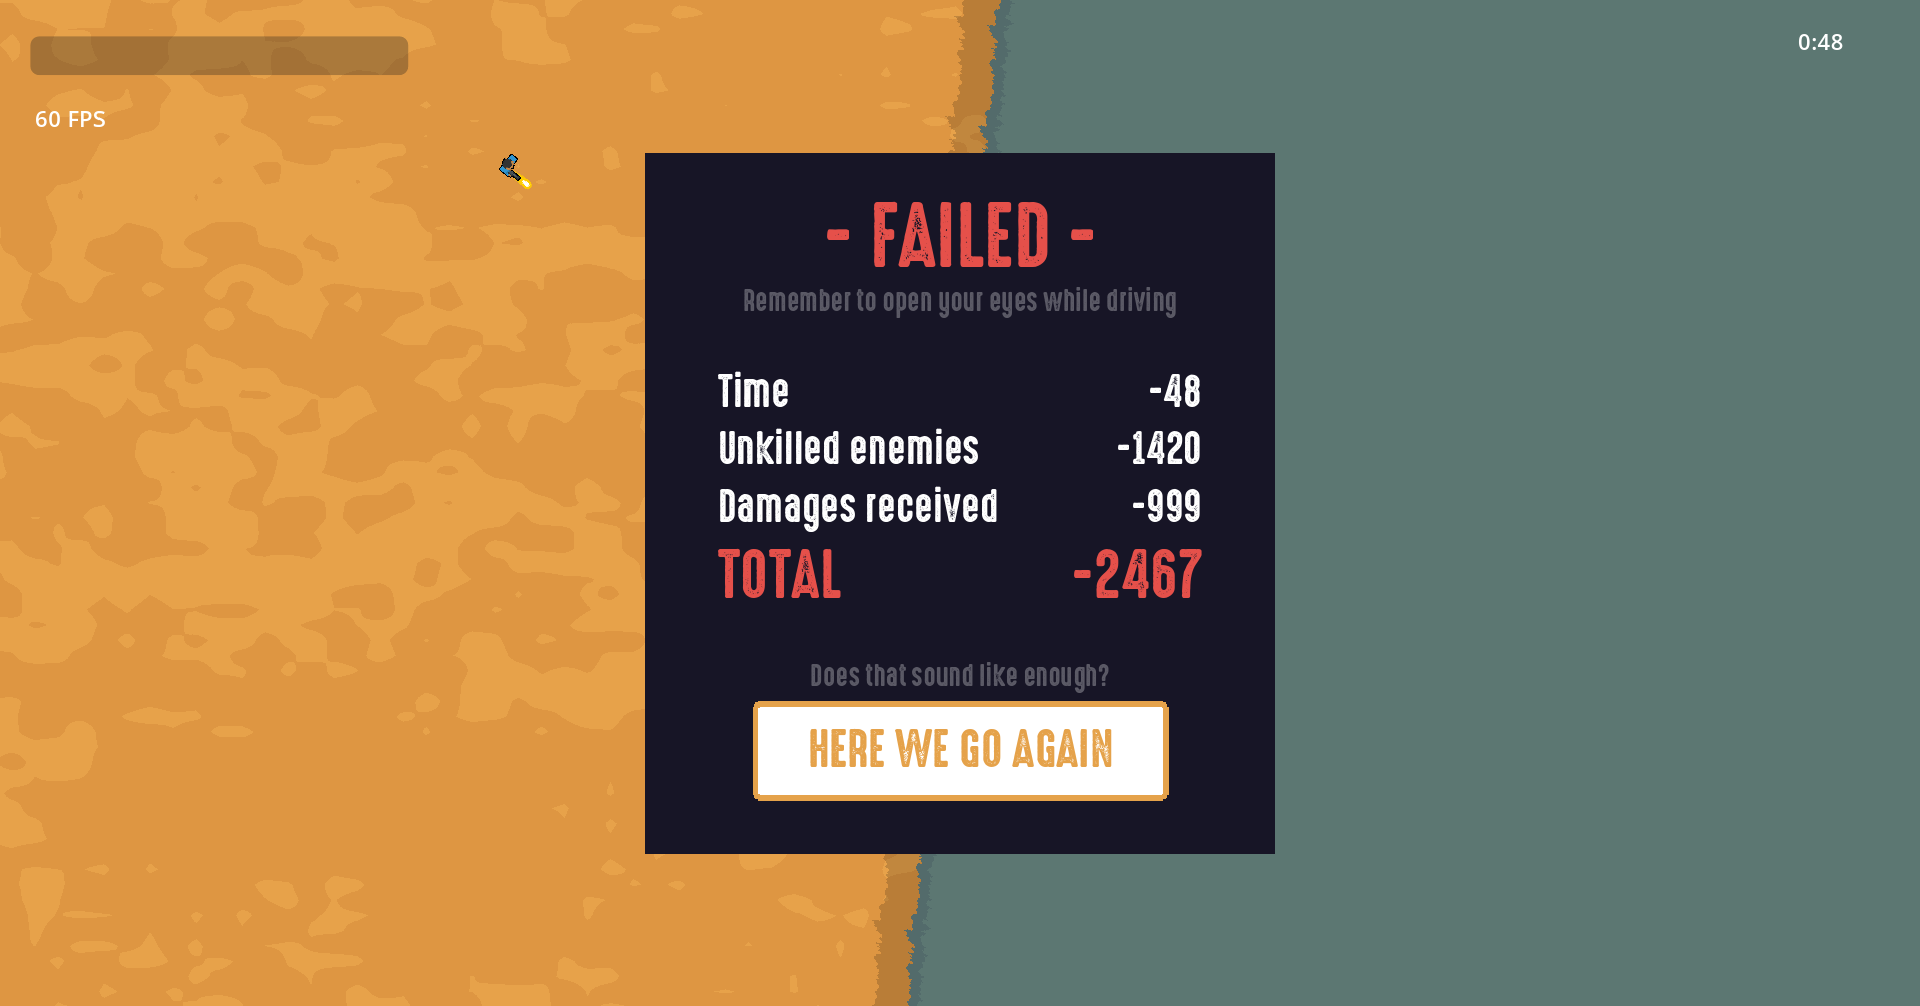 0:48
60 FPS
- FAILED -
Remember to open your eyes while driving
Time -48
Unkilled enemies -1420
Damages received -999
TOTAL -2467
Does that sound like enough?
HERE WE GO AGAIN